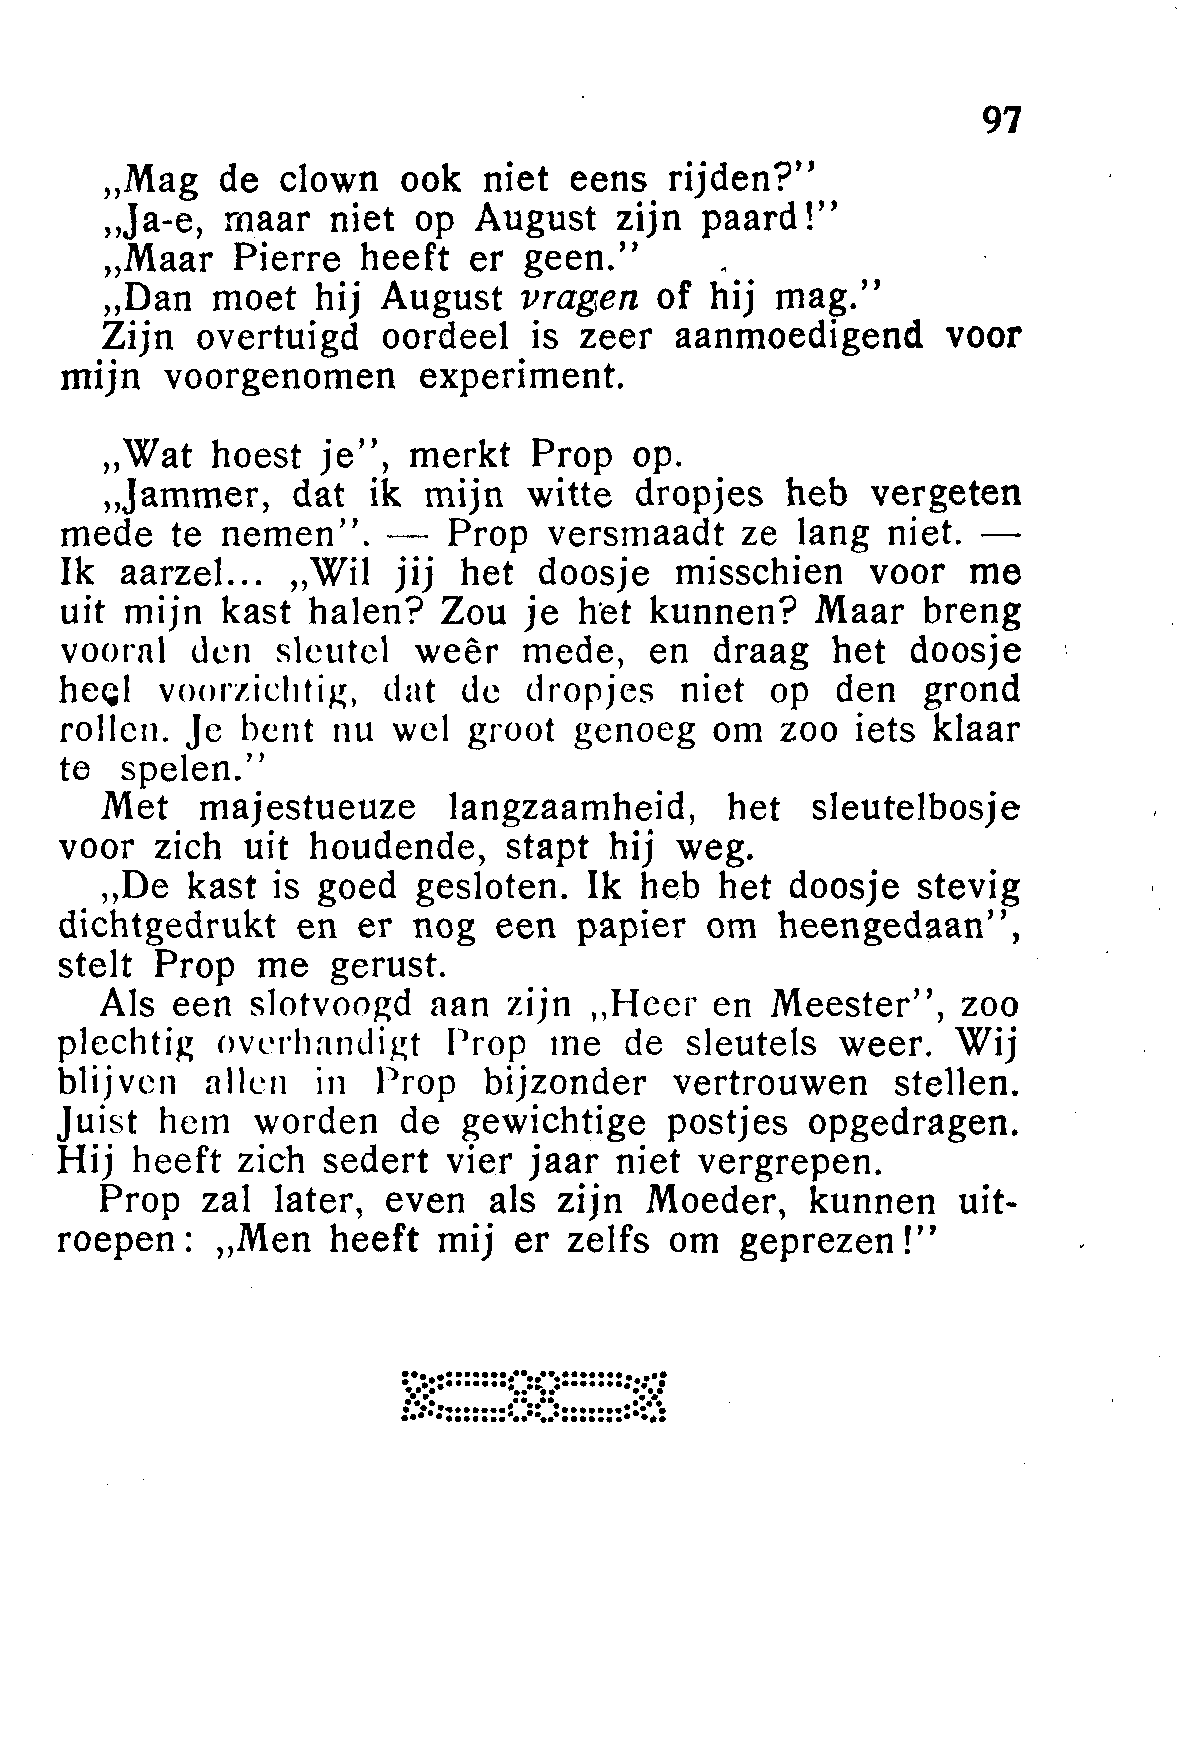 97
„Mag de clown ook niet eens rijden?”
„Ja-e, maar niet op August zijn paard!”
„Maar Pierre heeft er geen.”
„Dan moet hij August vragen of hij mag.”
Zijn overtuigd oordeel is zeer aanmoedigend voor
mijn voorgenomen experiment.
„Wat hoest je”, merkt Prop op.
„Jammer, dat ik mijn witte dropjes heb vergeten
mede te nemen”. — Prop versmaadt ze lang niet. —
Ik aarzel... „Wil jij het doosje misschien voor me
uit mijn kast halen? Zou je het kunnen? Maar breng
vooral den sleutel weêr mede, en draag het doosje
heel voorzichtig, dat de dropjes niet op den grond
rollen. Je bent nu wel groot genoeg om zoo iets klaar
te spelen.”
Met majestueuze langzaamheid, het sleutelbosje
voor zich uit houdende, stapt hij weg.
„De kast is goed gesloten. Ik heb het doosje stevig
dichtgedrukt en er nog een papier om heengedaan”,
stelt Prop me gerust.
Als een slotvoogd aan zijn „Heer en Meester”, zoo
plechtig overhandigt Prop me de sleutels weer. Wij
blijven allen in Prop bijzonder vertrouwen stellen.
Juist hem worden de gewichtige postjes opgedragen.
Hij heeft zich sedert vier jaar niet vergrepen.
Prop zal later, even als zijn Moeder, kunnen uit-
roepen: „Men heeft mij er zelfs om geprezen!”